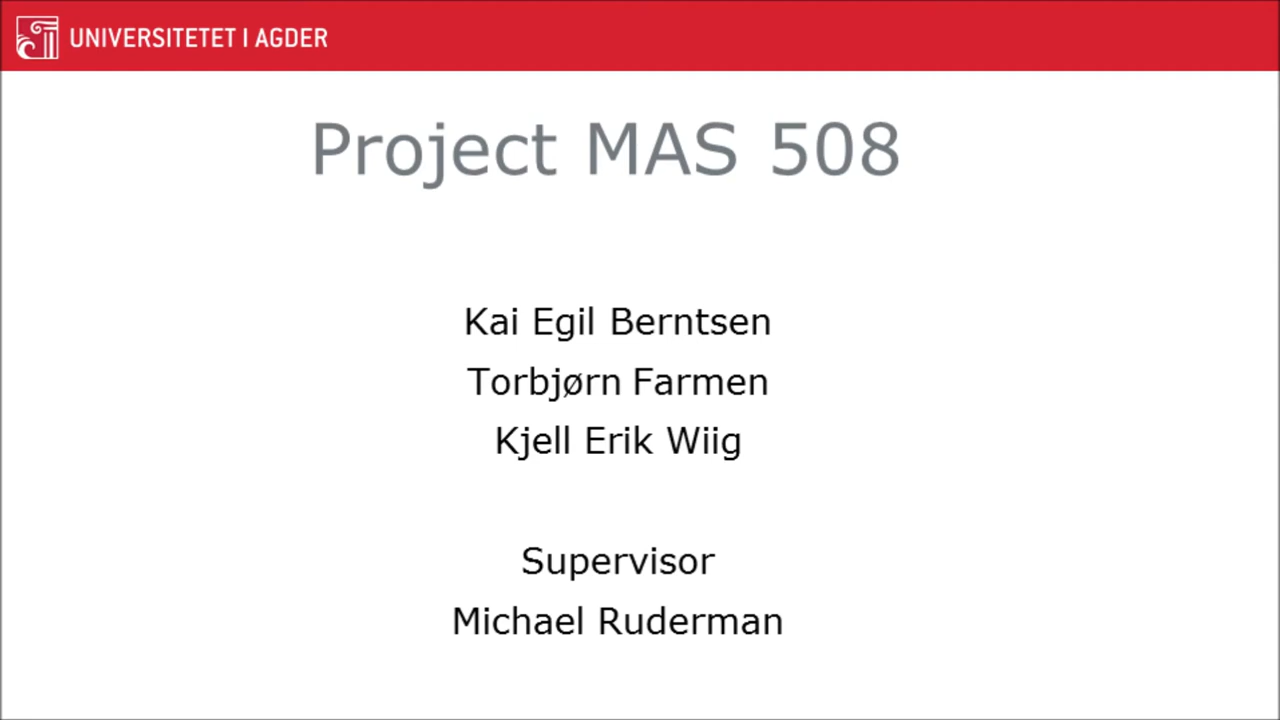 UNIVERSITETET I AGDER
Project MAS 508
Kai Egil Berntsen
Torbjørn Farmen
Kjell Erik Wiig
Supervisor
Michael Ruderman